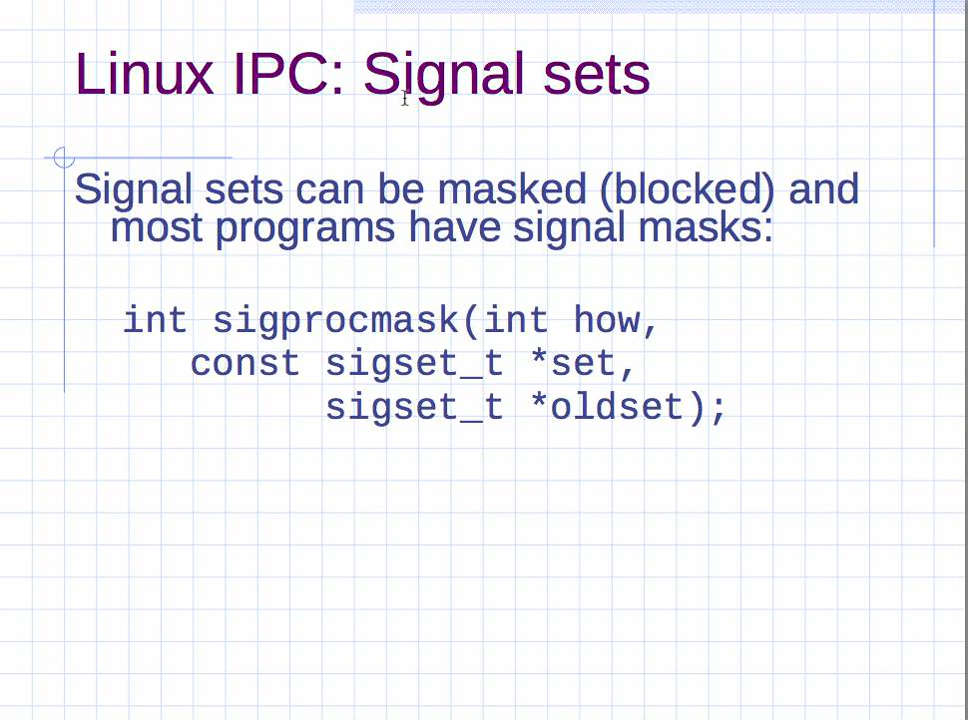 Linux IPC: Signal sets
Signal sets can be masked (blocked) and
most programs have signal masks:
int sigprocmask(int how,
const sigset_t *set,
sigset_t *oldset);